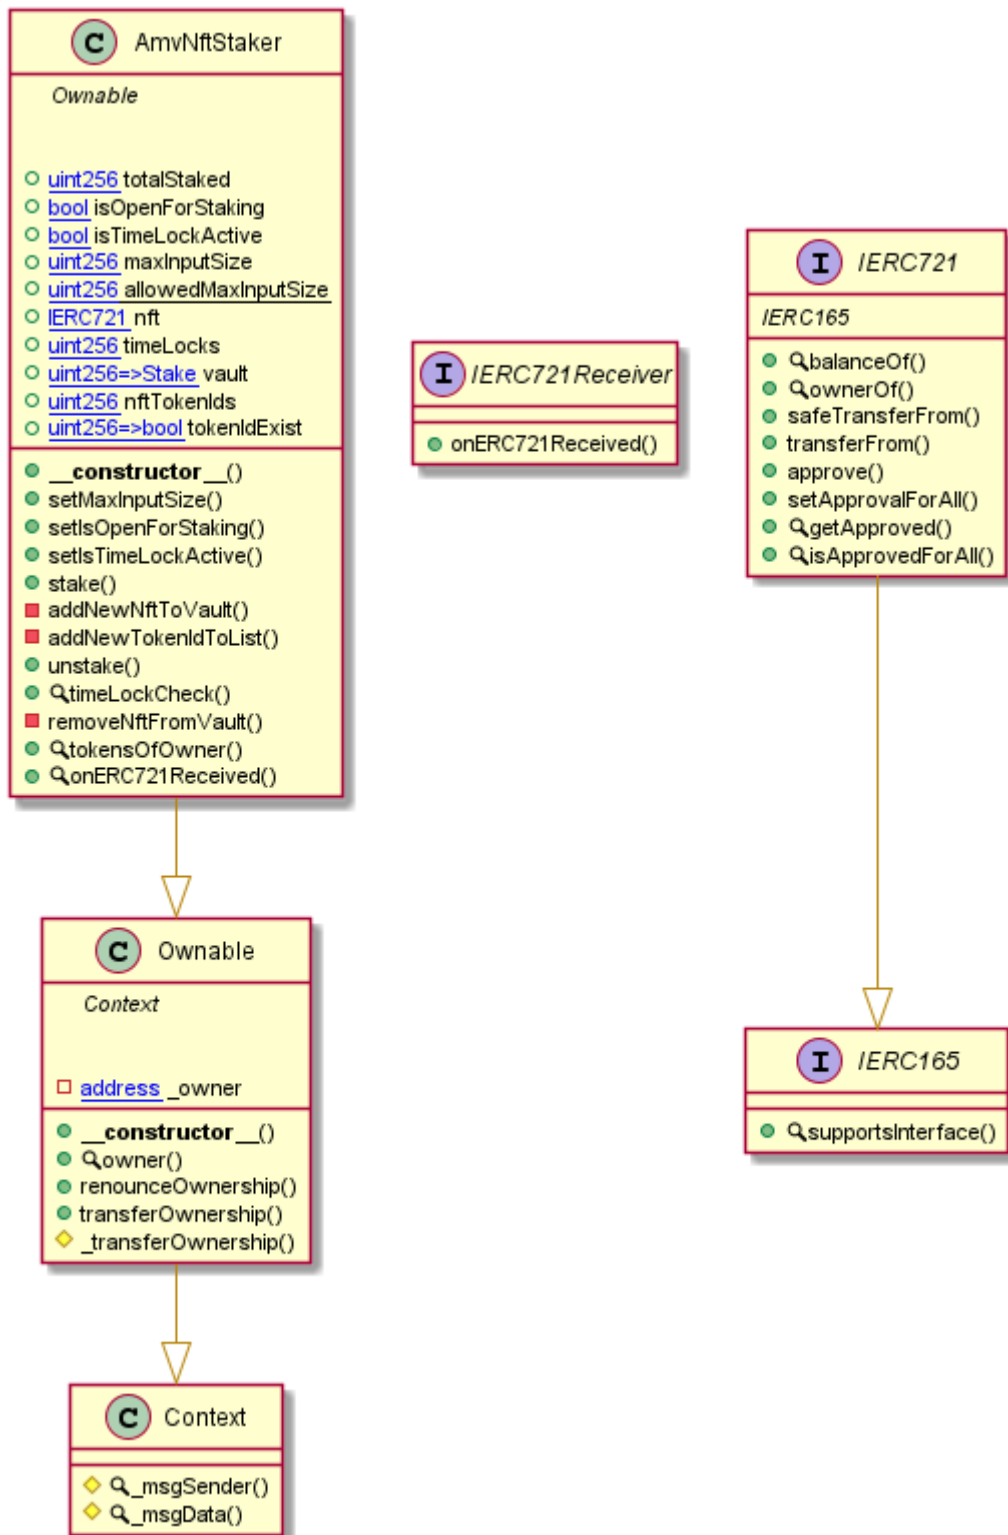 C AmvNftStaker
Ownable
uint256 totalStaked
bool isOpenForStaking
bool isTimeLockActive
uint256 maxInputSize
uint256 allowedMaxInputSize
IERC721 nft
uint256 timeLocks
uint256=>Stake vault
uint256 nftTokenIds
uint256=>bool tokenIdExist
__constructor__()
setMaxInputSize()
setIsOpenForStaking()
setIsTimeLockActive()
stake()
addNewNftToVault()
addNewTokenIdToList()
unstake()
timeLockCheck()
removeNftFromVault()
tokensOfOwner()
onERC721Received()
I IERC721Receiver
onERC721Received()
I IERC721
IERC165
balanceOf()
ownerOf()
safeTransferFrom()
transferFrom()
approve()
setApprovalForAll()
getApproved()
isApprovedForAll()
C Ownable
Context
address _owner
__constructor__()
owner()
renounceOwnership()
transferOwnership()
_transferOwnership()
I IERC165
supportsInterface()
C Context
_msgSender()
_msgData()